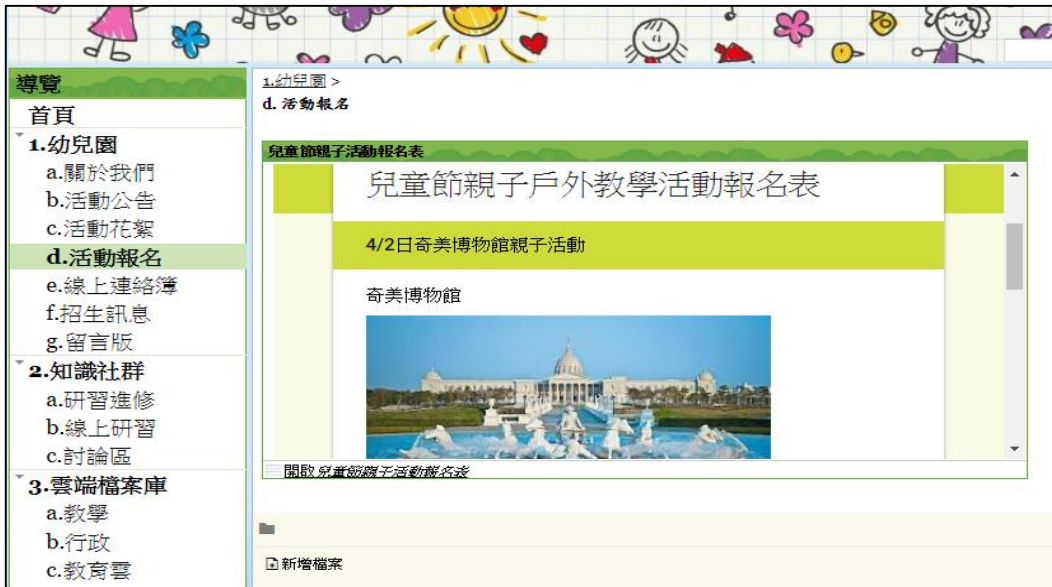 導覽
首頁
1.幼兒園
a.關於我們
b.活動公告
c.活動花絮
d.活動報名
e.線上連絡簿
f.招生訊息
g.留言版
2.知識社群
a.研習進修
b.線上研習
c.討論區
3.雲端檔案庫
a.教學
b.行政
c.教育雲
1.幼兒園 >
d. 活動報名
兒童節親子活動報名表
兒童節親子戶外教學活動報名表
4/2日奇美博物館親子活動
奇美博物館
開啟兒童節親子活動報名表
新增檔案